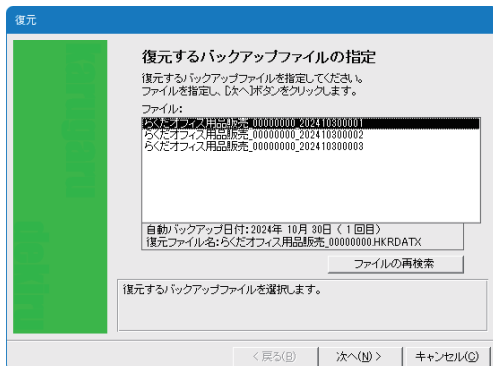 復元
復元するバックアップファイルの指定
復元するバックアップファイルを指定してください。
ファイルを指定し、[次へ]ボタンをクリックします。
ファイル:
らくだオフィス用品販売_00000000_202410300001
らくだオフィス用品販売_00000000_202410300002
らくだオフィス用品販売_00000000_202410300003
自動バックアップ日付:2024年 10月 30日 ( 1 回目)
復元ファイル名:らくだオフィス用品販売_00000000.HKRDATX
ファイルの再検索
復元するバックアップファイルを選択します。
< 戻る(B)
次へ(N) >
キャンセル(C)